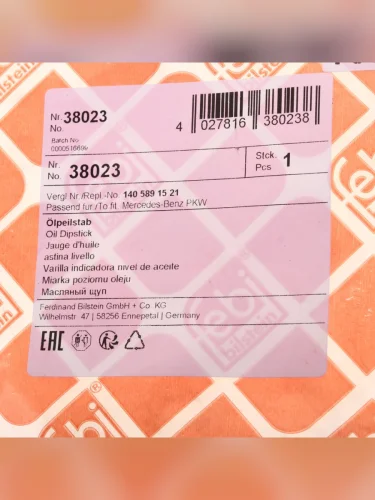 Nr. 38023
No.
4 027816 380238
Batch No.
Nr. 38023
No.
Stck. 1
Pcs
Vergl Nr./Repl.-No 140 589 15 21
Passend für /To fit Mercedes-Benz PKW
Ölpeilstab
Oil Dipstick
Jauge d'huile
astina livello
Varilla indicadora nivel de aceite
Miarka poziomu oleju
Масляный щуп
Ferdinand Bilstein GmbH + Co. KG
Wilhelmstr. 47 | 58256 Ennepetal | Germany
EAC
febi
bilstein